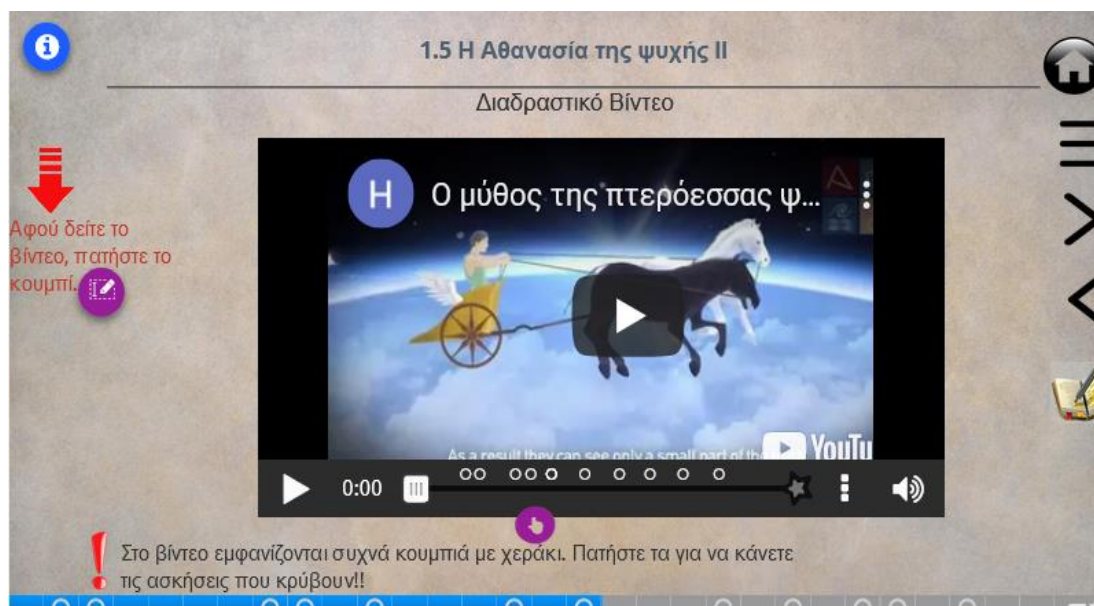 1.5 Η Αθανασία της ψυχής ΙΙ
Διαδραστικό Βίντεο
Αφού δείτε το
βίντεο, πατήστε το
κουμπί.
Η
Ο μύθος της πτερόεσσας ψ...
As a result they can see only a small part of
YouTu
0:00
Στο βίντεο εμφανίζονται συχνά κουμπιά με χεράκι. Πατήστε τα για να κάνετε
τις ασκήσεις που κρύβουν!!